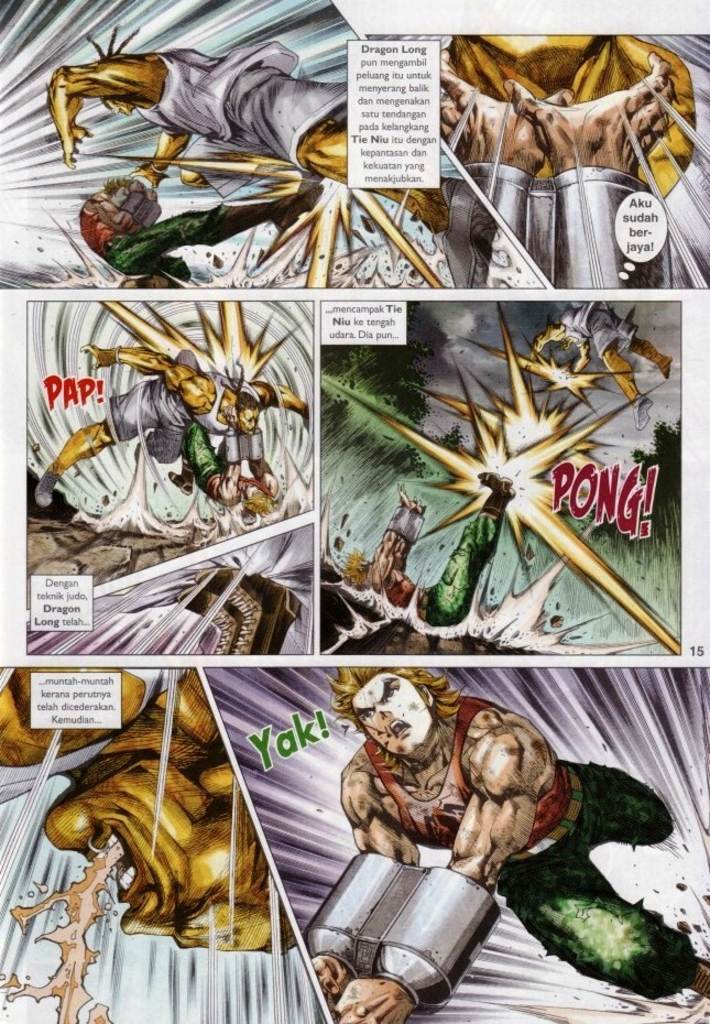 Dragon Long
pun mengambil
peluang itu untuk
menyerang balik
dan mengenakan
satu tendangan
pada kelangkang
Tie Niu itu dengan
kepantasan dan
kekuatan yang
menakjubkan.
Aku
sudah
ber-
jaya!
PAP!
Dengan
teknik judo,
Dragon
Long telah...
...mencampak Tie
Niu ke tengah
udara. Dia pun...
PONG!
15
...muntah-muntah
kerana perutnya
telah dicederakan.
Kemudian...
Yak!